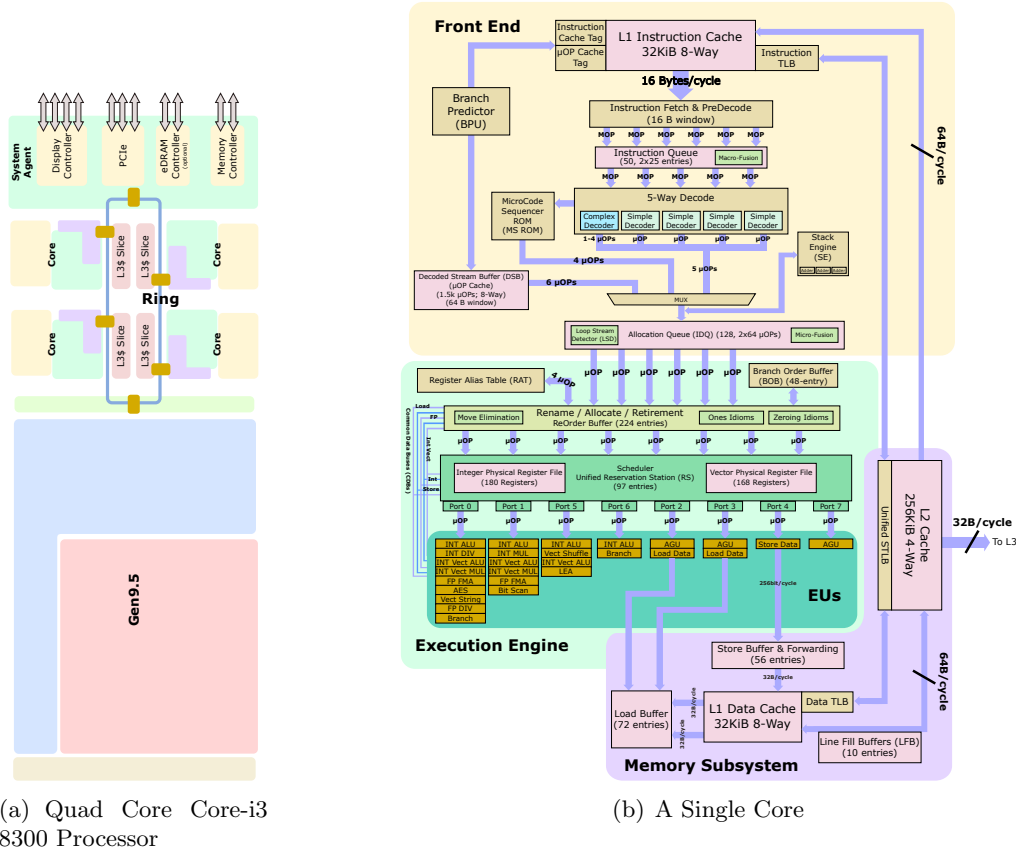 System
Agent
Display
Controller
PCIe
eDRAM
Controller
(optional)
Memory
Controller
Core
L3$ Slice
L3$ Slice
Core
Ring
Core
L3$ Slice
L3$ Slice
Core
Gen9.5
(a) Quad Core Core-i3
8300 Processor
Front End
Instruction
Cache Tag
µOP Cache
Tag
L1 Instruction Cache
32KiB 8-Way
Instruction
TLB
16 Bytes/cycle
Branch
Predictor
(BPU)
Instruction Fetch & PreDecode
(16 B window)
MOP MOP MOP MOP MOP MOP
Instruction Queue
(50, 2x25 entries)
Macro-Fusion
MOP MOP MOP MOP MOP
MicroCode
Sequencer
ROM
(MS ROM)
5-Way Decode
Complex
Decoder
Simple
Decoder
Simple
Decoder
Simple
Decoder
Simple
Decoder
1-4 µOPs µOP µOP µOP µOP
Stack
Engine
(SE)
Adder Adder Adder
4 µOPs
5 µOPs
Decoded Stream Buffer (DSB)
(µOP Cache)
(1.5k µOPs; 8-Way)
(64 B window)
6 µOPs
MUX
Loop Stream
Detector (LSD)
Allocation Queue (IDQ) (128, 2x64 µOPs)
Micro-Fusion
64B/cycle
Register Alias Table (RAT)
4 µOP
µOP µOP µOP µOP µOP µOP
Branch Order Buffer
(BOB) (48-entry)
Common Data Buses (CDBs)
Load
FP
Int Vect
Int
Store
Move Elimination
Rename / Allocate / Retirement
ReOrder Buffer (224 entries)
Ones Idioms
Zeroing Idioms
µOP µOP µOP µOP µOP µOP µOP µOP
Integer Physical Register File
(180 Registers)
Scheduler
Unified Reservation Station (RS)
(97 entries)
Vector Physical Register File
(168 Registers)
Port 0 Port 1 Port 5 Port 6 Port 2 Port 3 Port 4 Port 7
µOP µOP µOP µOP µOP µOP µOP µOP
INT ALU
INT DIV
INT Vect ALU
INT Vect MUL
FP FMA
AES
Vect String
FP DIV
Branch
INT ALU
INT MUL
INT Vect ALU
INT Vect MUL
FP FMA
Bit Scan
INT ALU
Vect Shuffle
INT Vect ALU
LEA
INT ALU
Branch
AGU
Load Data
AGU
Load Data
Store Data
AGU
256bit/cycle
EUs
Execution Engine
Unified STLB
L2 Cache
256KiB 4-Way
32B/cycle
To L3
64B/cycle
Store Buffer & Forwarding
(56 entries)
32B/cycle
Load Buffer
(72 entries)
32B/cycle
32B/cycle
L1 Data Cache
32KiB 8-Way
Data TLB
Line Fill Buffers (LFB)
(10 entries)
Memory Subsystem
(b) A Single Core